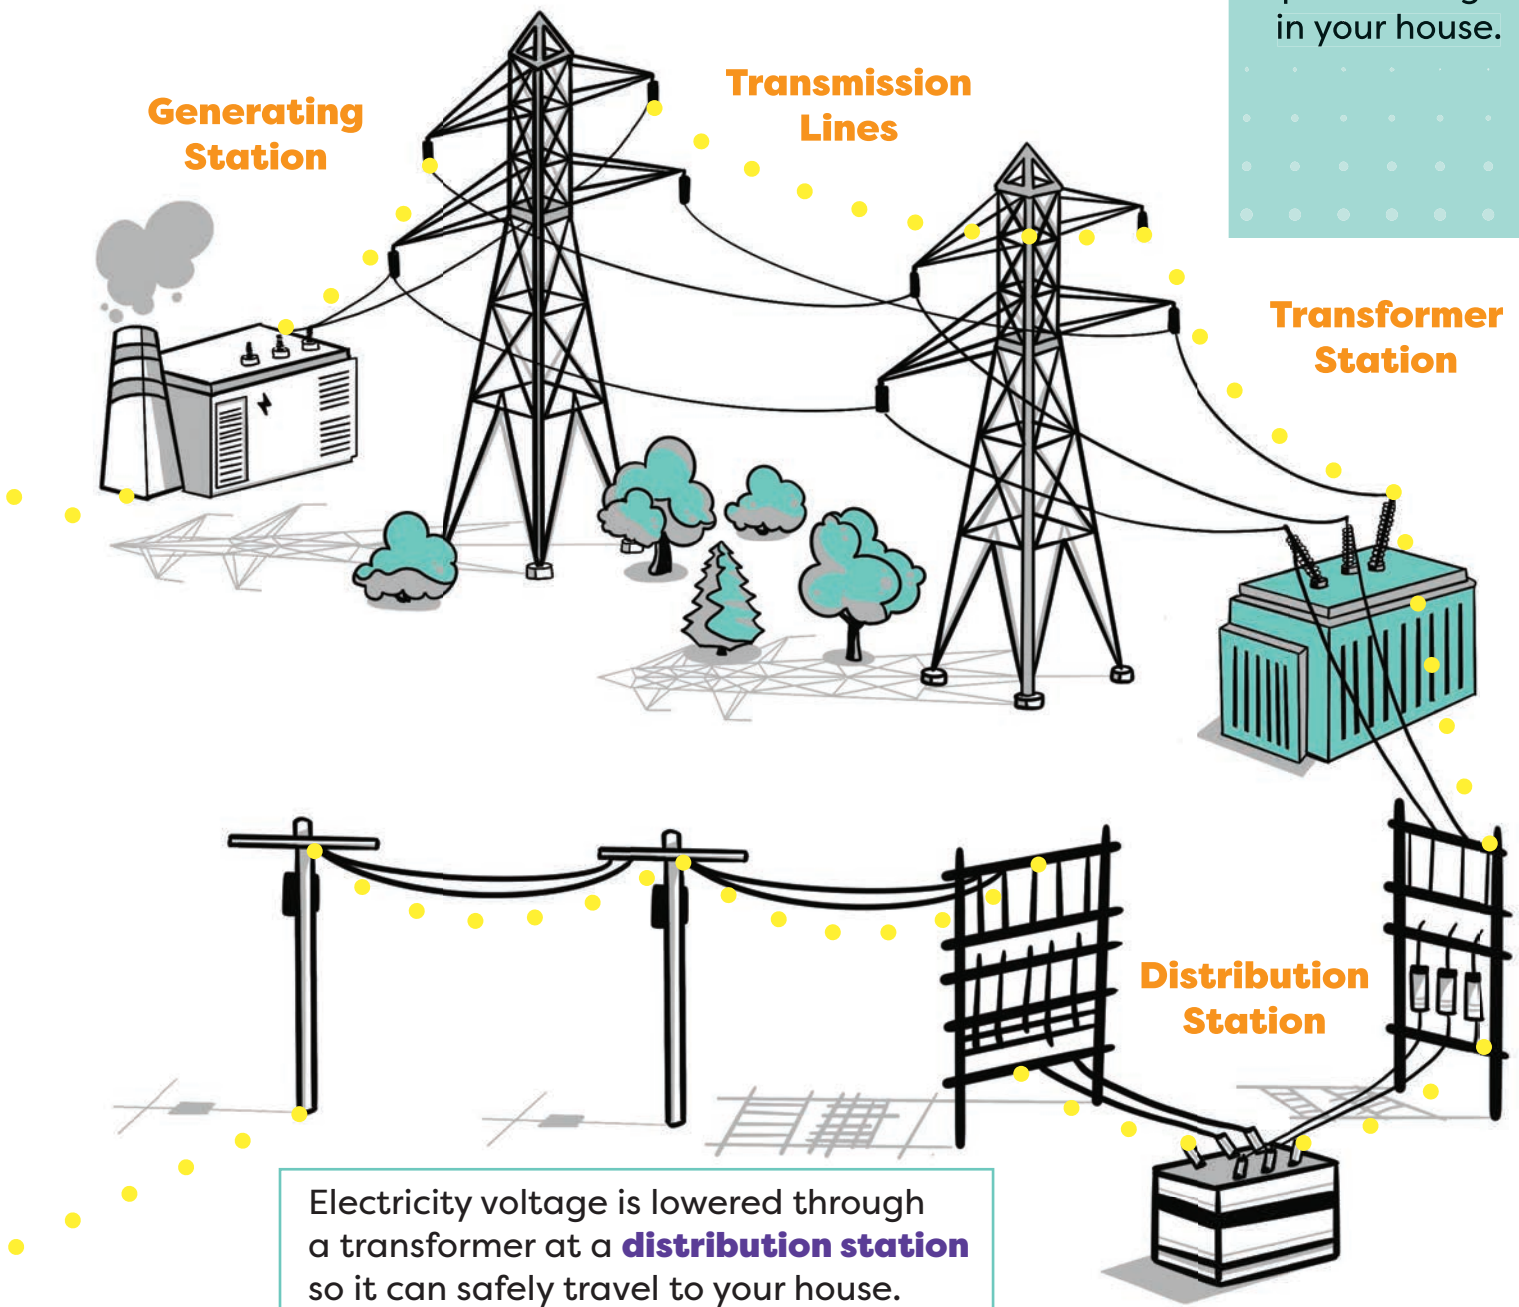 in your house.
Generating
Station
Transmission
Lines
Transformer
Station
Distribution
Station
Electricity voltage is lowered through
a transformer at a distribution station
so it can safely travel to your house.